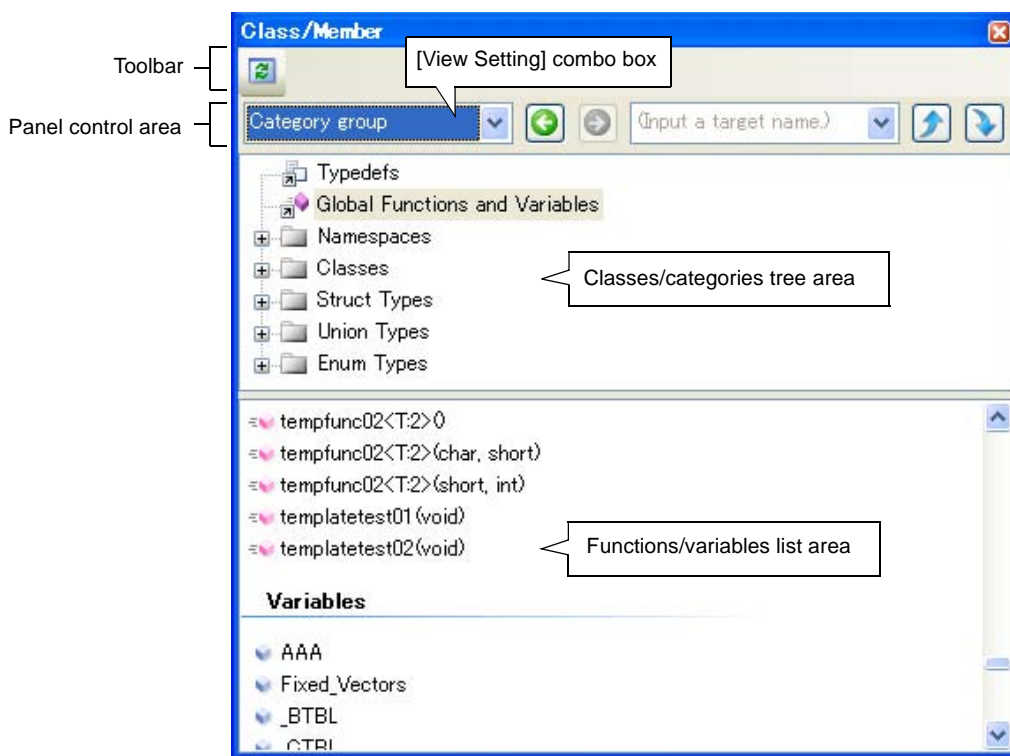 Class/Member
Toolbar
[View Setting] combo box
Panel control area
Category group
(Input a target name.)
Typedefs
Global Functions and Variables
Namespaces
Classes
Classes/categories tree area
Struct Types
Union Types
Enum Types
tempfunc02<T:2>()
tempfunc02<T:2>(char, short)
tempfunc02<T:2>(short, int)
templatetest01(void)
templatetest02(void)
Functions/variables list area
Variables
AAA
Fixed_Vectors
_BTBL